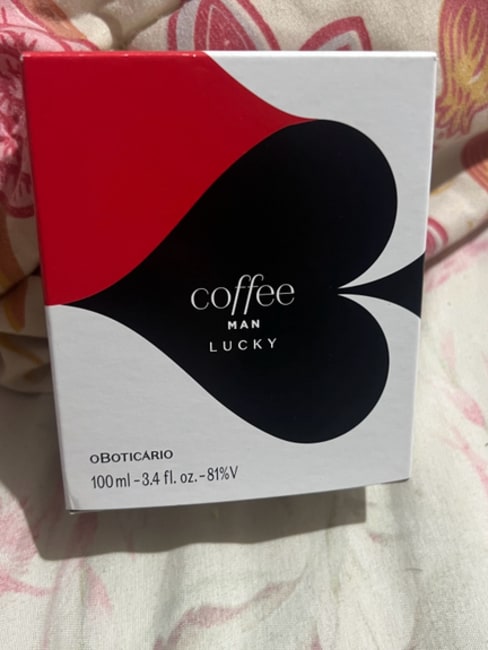 coffee
MAN
LUCKY
oBOTICÁRIO
100 ml - 3.4 fl. oz. - 81%V